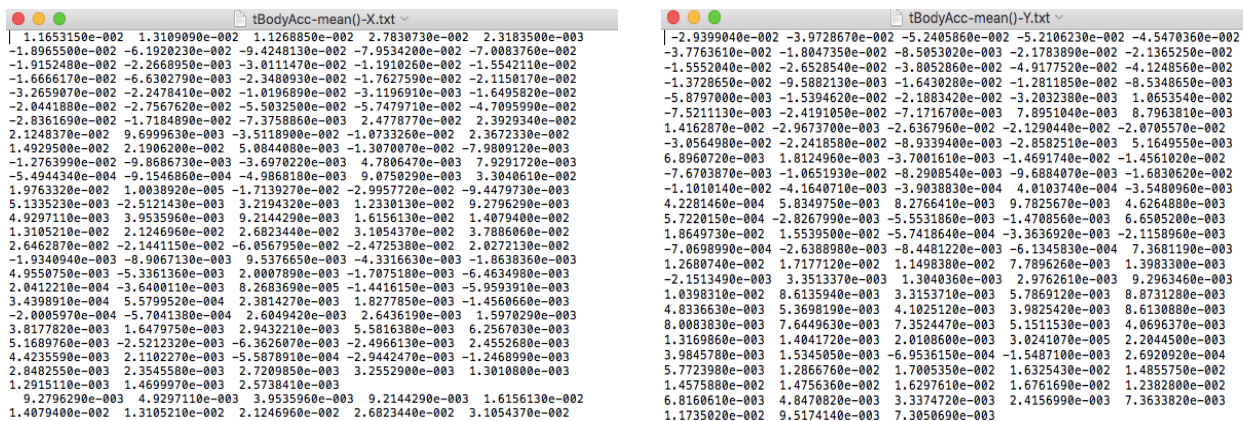 tBodyAcc-mean()-X.txt
1.1653150e-002 1.3109090e-002 1.1268850e-002 2.7830730e-002 2.3183500e-003
-1.8965500e-002 -6.1920230e-002 -9.4248130e-002 -7.9534200e-002 -7.0083760e-002
-1.9152480e-002 -2.2668950e-003 -3.0111470e-002 -1.1910260e-002 -1.5542110e-002
-1.6666170e-002 -6.6302790e-003 -2.3480930e-002 -1.7627590e-002 -2.1150170e-002
-3.2659070e-002 -2.2478410e-002 -1.0196890e-002 -3.1196910e-003 -1.6495820e-002
-2.0441880e-002 -2.7567620e-002 -5.5032500e-002 -5.7479710e-002 -4.7095990e-002
-2.8361690e-002 -1.7184890e-002 -7.3758860e-003 2.4778770e-002 2.3929340e-002
2.1248370e-002 9.6999630e-003 -3.5118900e-002 -1.0733260e-002 2.3672330e-002
1.4929500e-002 2.1906200e-002 5.0844080e-003 -1.3070070e-002 -7.9809120e-003
-1.2763990e-002 -9.8686730e-003 -3.6970220e-003 4.7806470e-003 7.9291720e-003
-5.4944340e-004 -9.1546860e-004 -4.9868180e-003 9.0750290e-003 3.3040610e-002
1.9763320e-002 1.0038920e-005 -1.7139270e-002 -2.9957720e-002 -9.4479730e-003
5.1335230e-003 -2.5121430e-003 3.2194320e-003 1.2330130e-002 9.2796290e-003
4.9297110e-003 3.9535960e-003 9.2144290e-003 1.6156130e-002 1.4079400e-002
1.3105210e-002 2.1246960e-002 2.6823440e-002 3.1054370e-002 3.7886060e-002
2.6462870e-002 -2.1441150e-002 -6.0567950e-002 -2.4725380e-002 2.0272130e-002
-1.9340940e-003 -8.9067130e-003 9.5376650e-003 -4.3316630e-003 -1.8638360e-003
4.9550750e-003 -5.3361360e-003 2.0007890e-003 -1.7075180e-003 -6.4634980e-003
2.0412210e-004 -3.6400110e-003 8.2683690e-005 -1.4416150e-003 -5.9593910e-003
3.4398910e-004 5.5799520e-004 2.3814270e-003 1.8277850e-003 -1.4560660e-003
-2.0005970e-004 -5.7041380e-004 2.6049420e-003 2.6436190e-003 1.5970290e-003
3.8177820e-003 1.6479750e-003 2.9432210e-003 5.5816380e-003 6.2567030e-003
5.1689760e-003 -2.5212320e-003 -6.3626070e-003 -2.4966130e-003 2.4552680e-003
4.4235590e-003 2.1102270e-003 -5.5878910e-004 -2.9442470e-003 -1.2468990e-003
2.8482550e-003 2.3545580e-003 2.7209850e-003 3.2552900e-003 1.3010800e-003
1.2915110e-003 1.4699970e-003 2.5738410e-003
9.2796290e-003 4.9297110e-003 3.9535960e-003 9.2144290e-003 1.6156130e-002
1.4079400e-002 1.3105210e-002 2.1246960e-002 2.6823440e-002 3.1054370e-002
tBodyAcc-mean()-Y.txt
-2.9399040e-002 -3.9728670e-002 -5.2405860e-002 -5.2106230e-002 -4.5470360e-002
-3.7763610e-002 -1.8047350e-002 -8.5053020e-003 -2.1783890e-002 -2.1365250e-002
-1.5552040e-002 -2.6528540e-002 -3.8052860e-002 -4.9177520e-002 -4.1248560e-002
-1.3728650e-002 -9.5882130e-003 -1.6430280e-002 -1.2811850e-002 -8.5348650e-003
-5.8797000e-003 -1.5394620e-002 -2.1883420e-002 -3.2032380e-003 1.0653540e-002
-7.5211130e-003 -2.4191050e-002 -7.1716700e-003 7.8951040e-003 8.7963810e-003
1.4162870e-002 -2.9673700e-003 -2.6367960e-002 -2.1290440e-002 -2.0705570e-002
-3.0564980e-002 -2.2418580e-002 -8.9339400e-003 -2.8582510e-003 5.1649550e-003
6.8960720e-003 1.8124960e-003 -3.7001610e-003 -1.4691740e-002 -1.4561020e-002
-7.6703870e-003 -1.0651930e-002 -8.2908540e-003 -9.6884070e-003 -1.6830620e-002
-1.1010140e-002 -4.1640710e-003 -3.9038830e-004 4.0103740e-004 -3.5480960e-003
4.2281460e-004 5.8349750e-003 8.2766410e-003 9.7825670e-003 4.6264880e-003
5.7220150e-004 -2.8267990e-003 -5.5531860e-003 -1.4708560e-003 6.6505200e-003
1.8649730e-002 1.5539500e-002 -5.7418640e-004 -3.3636920e-003 -2.1158960e-003
-7.0698990e-004 -2.6388980e-003 -8.4481220e-003 -6.1345830e-004 7.3681190e-003
1.2680740e-002 1.7177120e-002 1.1498380e-002 7.7896260e-003 1.3983300e-003
-2.1513490e-003 3.3513370e-003 1.3040360e-003 2.9762610e-003 9.2963460e-003
1.0398310e-002 8.6135940e-003 3.3153710e-003 5.7869120e-003 8.8731280e-003
4.8336630e-003 5.3698190e-003 4.1025120e-003 3.9825420e-003 8.6130880e-003
8.0083830e-003 7.6449630e-003 7.3524470e-003 5.1511530e-003 4.0696370e-003
1.3169860e-003 1.4041720e-003 2.0108600e-003 3.0241070e-005 2.2044500e-003
3.9845780e-003 1.5345050e-003 -6.9536150e-004 -1.5487100e-003 2.6920920e-004
5.7723980e-003 1.2866760e-002 1.7005350e-002 1.6325430e-002 1.4855750e-002
1.4575880e-002 1.4756360e-002 1.6297610e-002 1.6761690e-002 1.2382800e-002
6.8160610e-003 4.8470820e-003 3.3374720e-003 2.4156990e-003 7.3633820e-003
1.1735020e-002 9.5174140e-003 7.3050690e-003